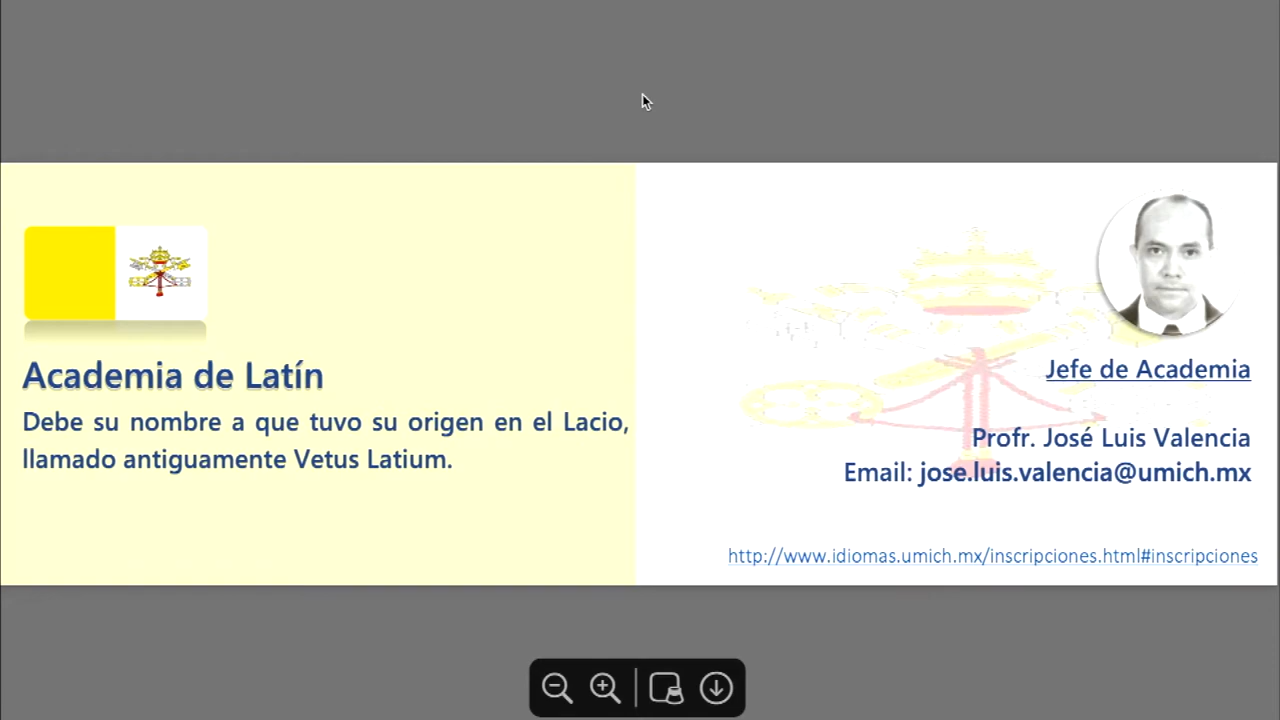 Academia de Latín
Debe su nombre a que tuvo su origen en el Lacio,
llamado antiguamente Vetus Latium.
Jefe de Academia
Profr. José Luis Valencia
Email: jose.luis.valencia@umich.mx
http://www.idiomas.umich.mx/inscripciones.html#inscripciones